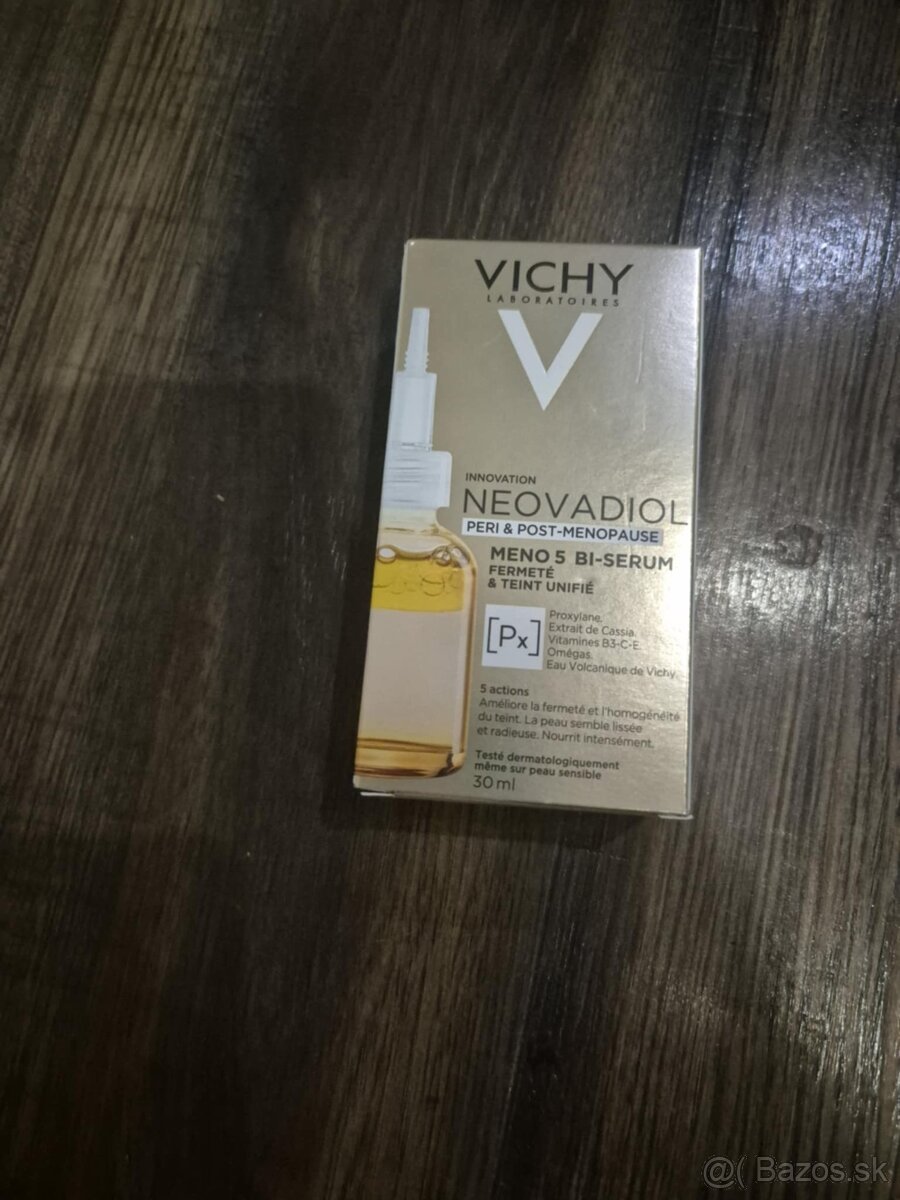 VICHY
LABORATOIRES
INNOVATION
NEOVADIOL
PERI & POST-MENOPAUSE
MENO 5 BI-SERUM
FERMETÉ
& TEINT UNIFIÉ
[Px]
Proxylane.
Extrait de Cassia.
Vitamines B3-C-E.
Omégas.
Eau Volcanique de Vichy.
5 actions
Améliore la fermeté et l'homogénéité
du teint. La peau semble lissée
et radieuse. Nourrit intensément.
Testé dermatologiquement
même sur peau sensible
30 ml
@( Bazos.sk